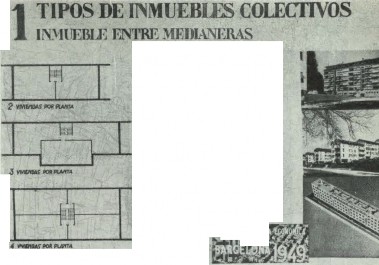 1 TIPOS DE INMUEBLES COLECTIVOS
INMUEBLE ENTRE MEDIANERAS
2 VIVIENDAS POR PLANTA
3 VIVIENDAS POR PLANTA
4 VIVIENDAS POR PLANTA
ECONOMICA
BARCELONA 1949